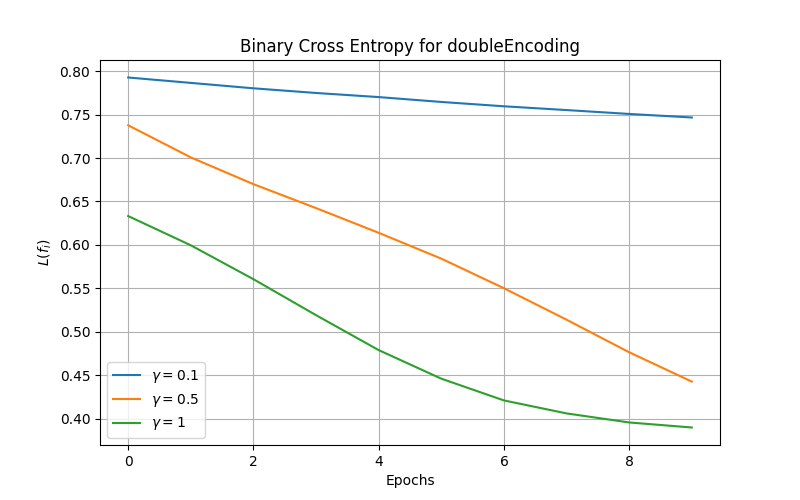 Binary Cross Entropy for doubleEncoding
0.80
0.75
0.70
0.65
0.60
0.55
0.50
0.45
0.40
L(fᵢ)
γ = 0.1
γ = 0.5
γ = 1
0 2 4 6 8
Epochs